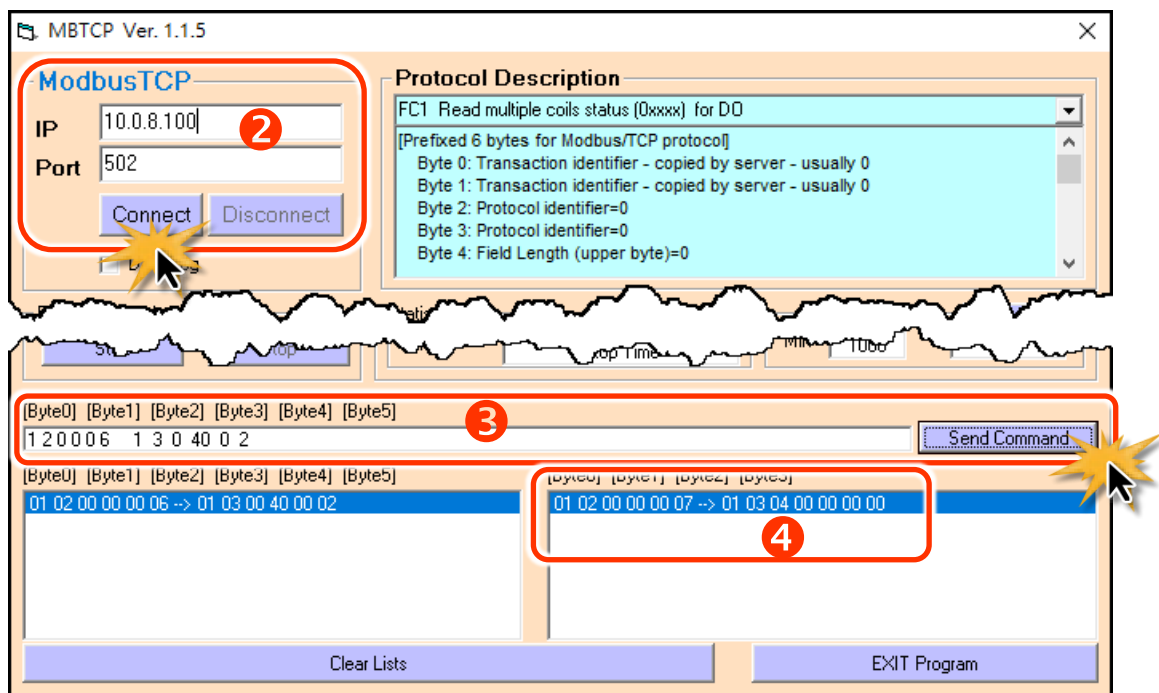 MBTCP Ver. 1.1.5
ModbusTCP
IP
10.0.8.100
2
Port
502
Connect
Disconnect
Protocol Description
FC1 Read multiple coils status (0xxxx) for DO
[Prefixed 6 bytes for Modbus/TCP protocol]
Byte 0: Transaction identifier - copied by server - usually 0
Byte 1: Transaction identifier - copied by server - usually 0
Byte 2: Protocol identifier=0
Byte 3: Protocol identifier=0
Byte 4: Field Length (upper byte)=0
[Byte0] [Byte1] [Byte2] [Byte3] [Byte4] [Byte5]
3
1 2 0 0 0 6 1 3 0 40 0 2
Send Command
[Byte0] [Byte1] [Byte2] [Byte3] [Byte4] [Byte5]
01 02 00 00 00 06 --> 01 03 00 40 00 02
[Byte0] [Byte1] [Byte2] [Byte3]
01 02 00 00 00 07 --> 01 03 04 00 00 00 00
4
Clear Lists
EXIT Program